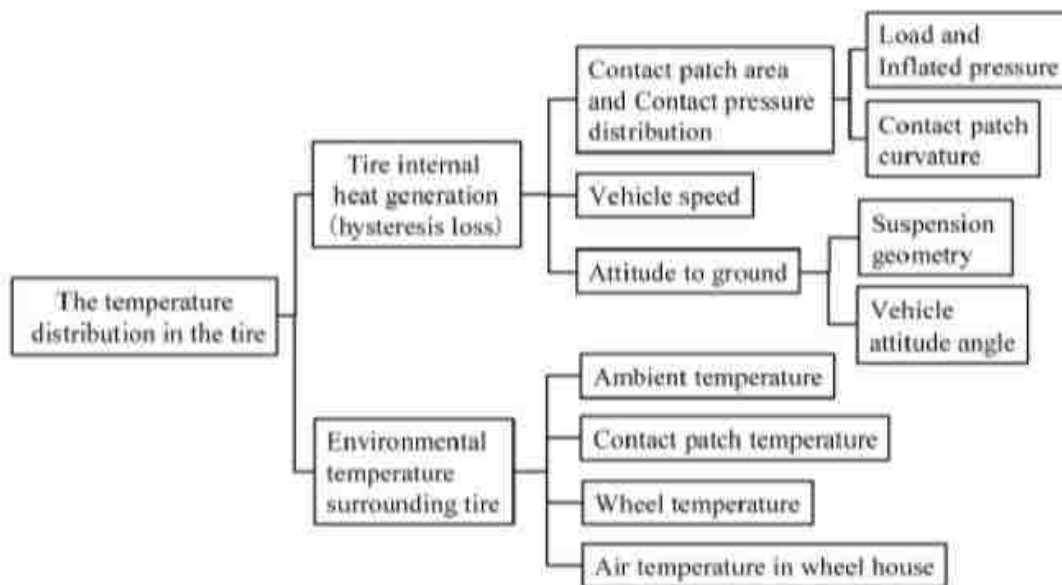 The temperature
distribution in the tire
Tire internal
heat generation
(hysteresis loss)
Contact patch area
and Contact pressure
distribution
Load and
Inflated pressure
Contact patch
curvature
Vehicle speed
Attitude to ground
Suspension
geometry
Vehicle
attitude angle
Environmental
temperature
surrounding tire
Ambient temperature
Contact patch temperature
Wheel temperature
Air temperature in wheel house